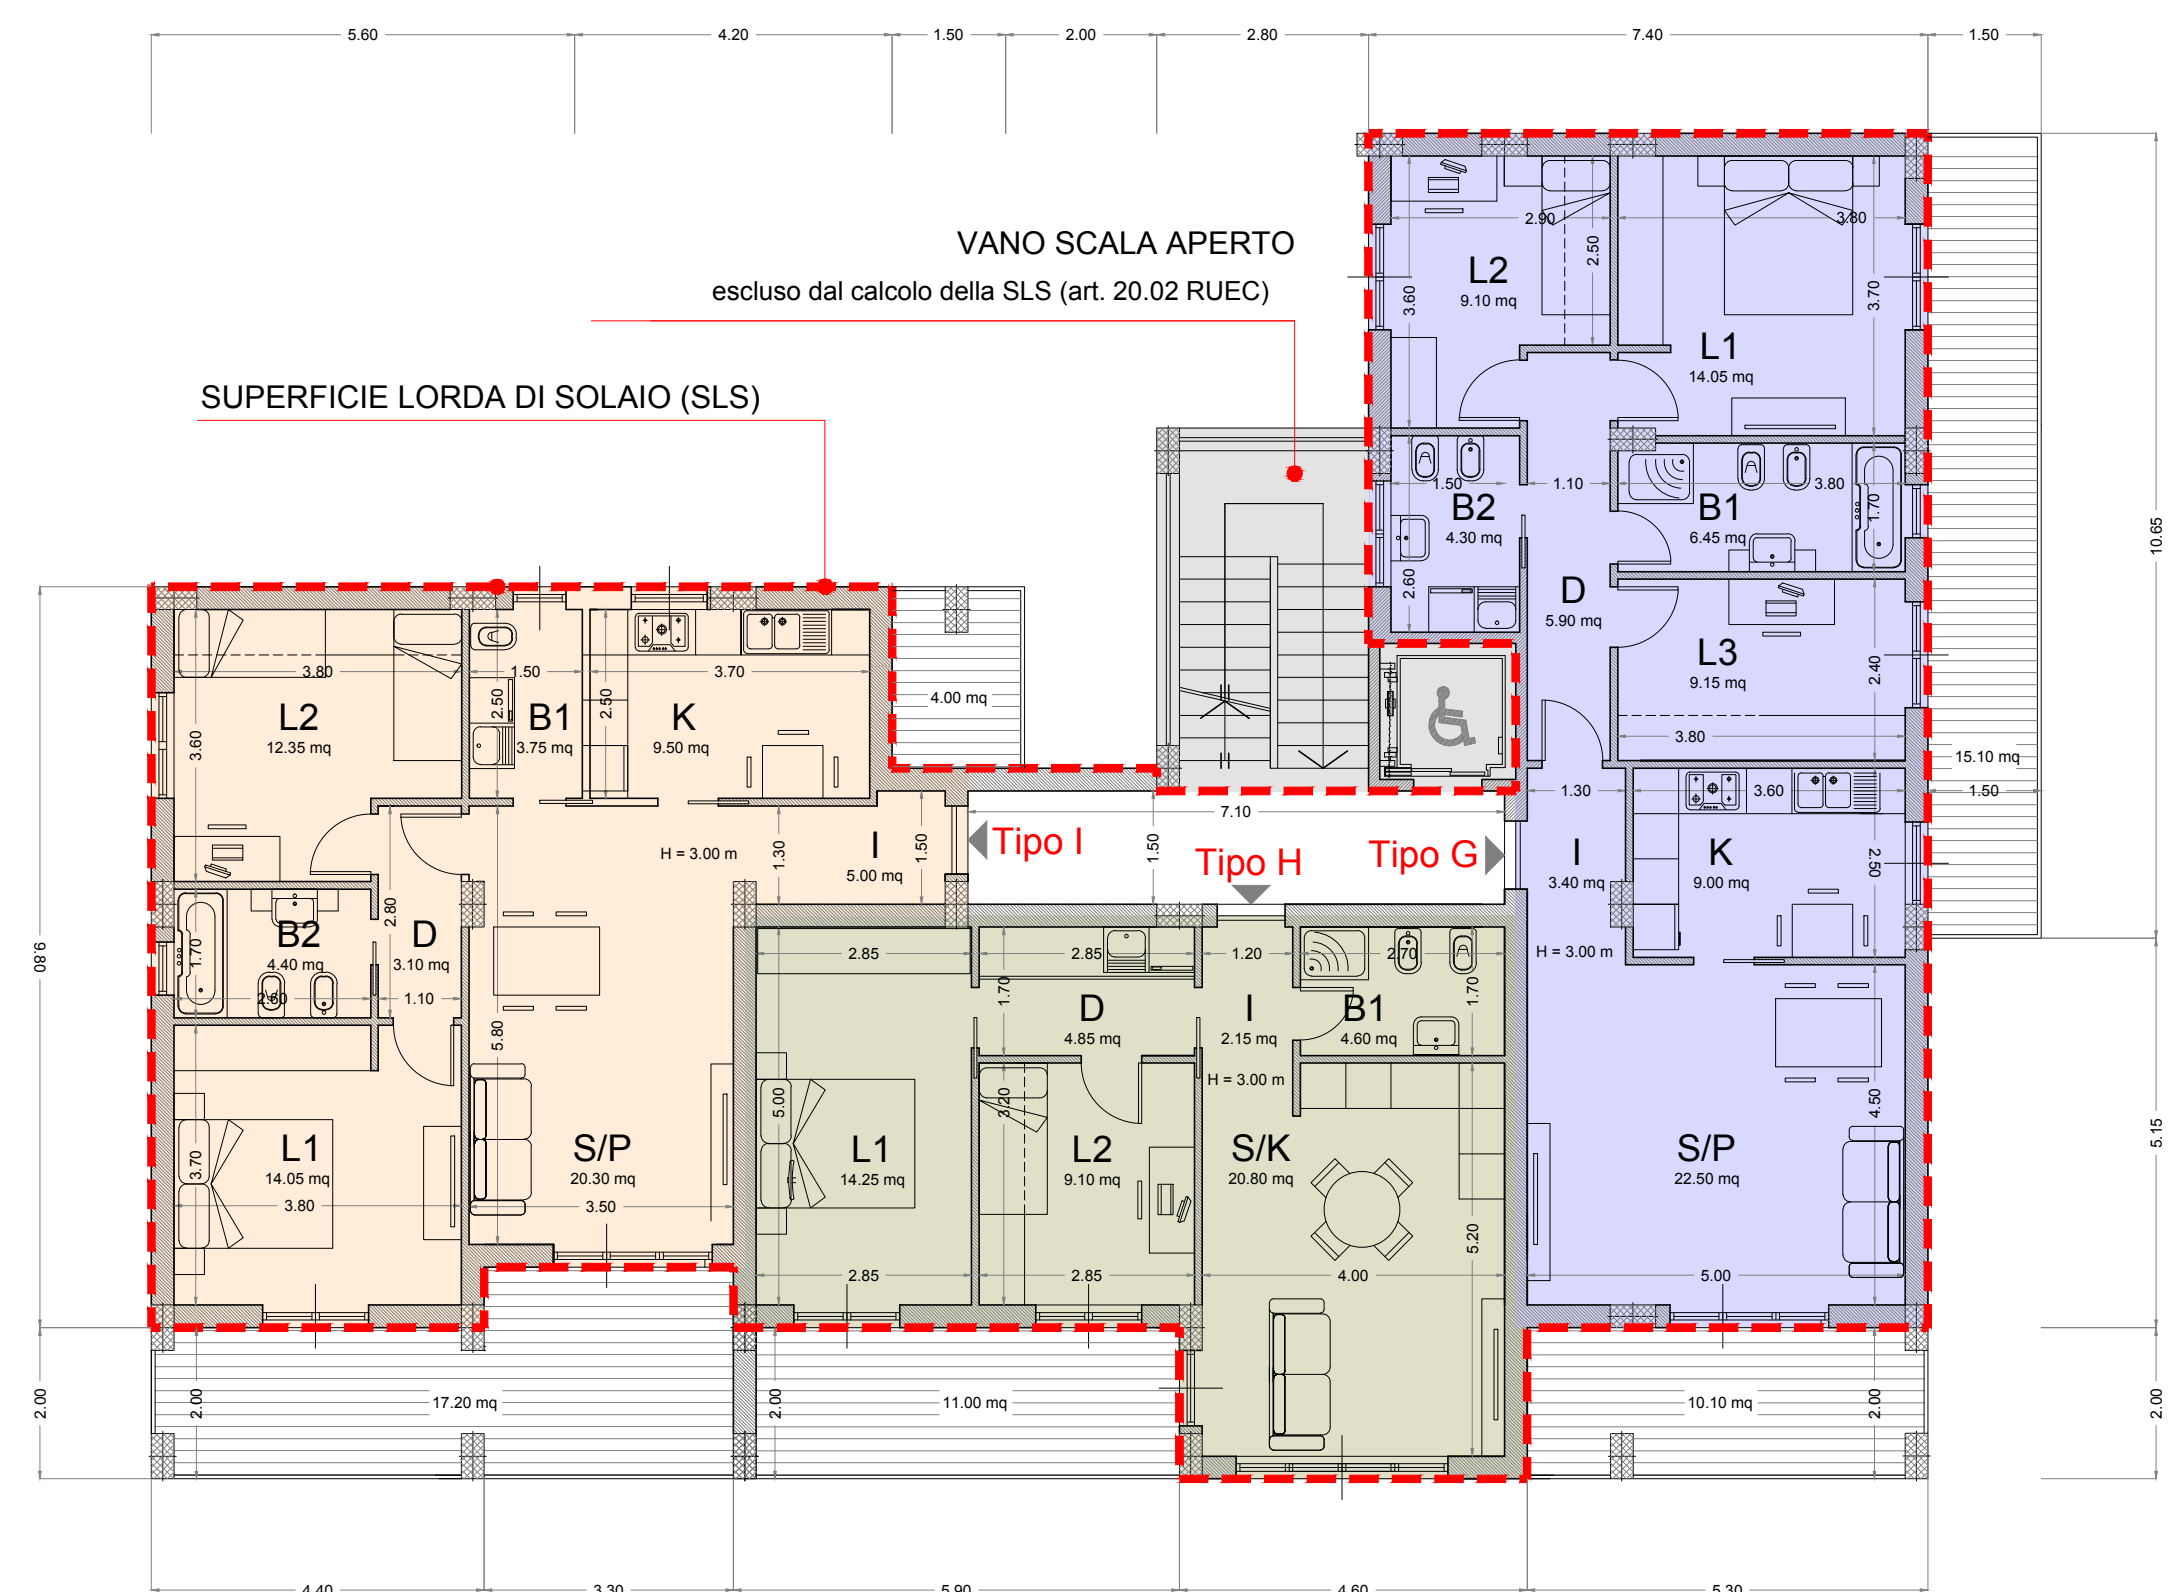 5.60 4.20 1.50 2.00 2.80 7.40 1.50
VANO SCALA APERTO
escluso dal calcolo della SLS (art. 20.02 RUEC)
SUPERFICIE LORDA DI SOLAIO (SLS)
2.90 3.80
2.50
L2
9.10 mq
3.60
3.70
L1
14.05 mq
1.50 1.10 3.80
B2
4.30 mq
2.60
B1
6.45 mq
1.70
D
5.90 mq
L3
9.15 mq
2.40
3.80
10.65
15.10 mq
1.50
1.30 3.60
I
3.40 mq
K
9.00 mq
2.50
H = 3.00 m
4.50
S/P
22.50 mq
5.00
5.15
10.10 mq
2.00
2.00
3.80 1.50 3.70
L2
12.35 mq
3.60
2.50
B1
3.75 mq
2.50
K
9.50 mq
4.00 mq
7.10
H = 3.00 m
1.30
I
5.00 mq
1.50
1.50
Tipo I
Tipo H
Tipo G
9.80
B2
4.40 mq
1.70
2.60
2.80
D
3.10 mq
1.10
5.80
L1
14.05 mq
3.70
3.80
S/P
20.30 mq
3.50
2.85 2.85 1.20 2.70
1.70
D
4.85 mq
I
2.15 mq
B1
4.60 mq
1.70
H = 3.00 m
5.00
L1
14.25 mq
3.20
L2
9.10 mq
S/K
20.80 mq
5.20
2.85 2.85 4.00
2.00
2.00
17.20 mq
2.00
11.00 mq
4.40 3.30 5.90 4.60 5.30